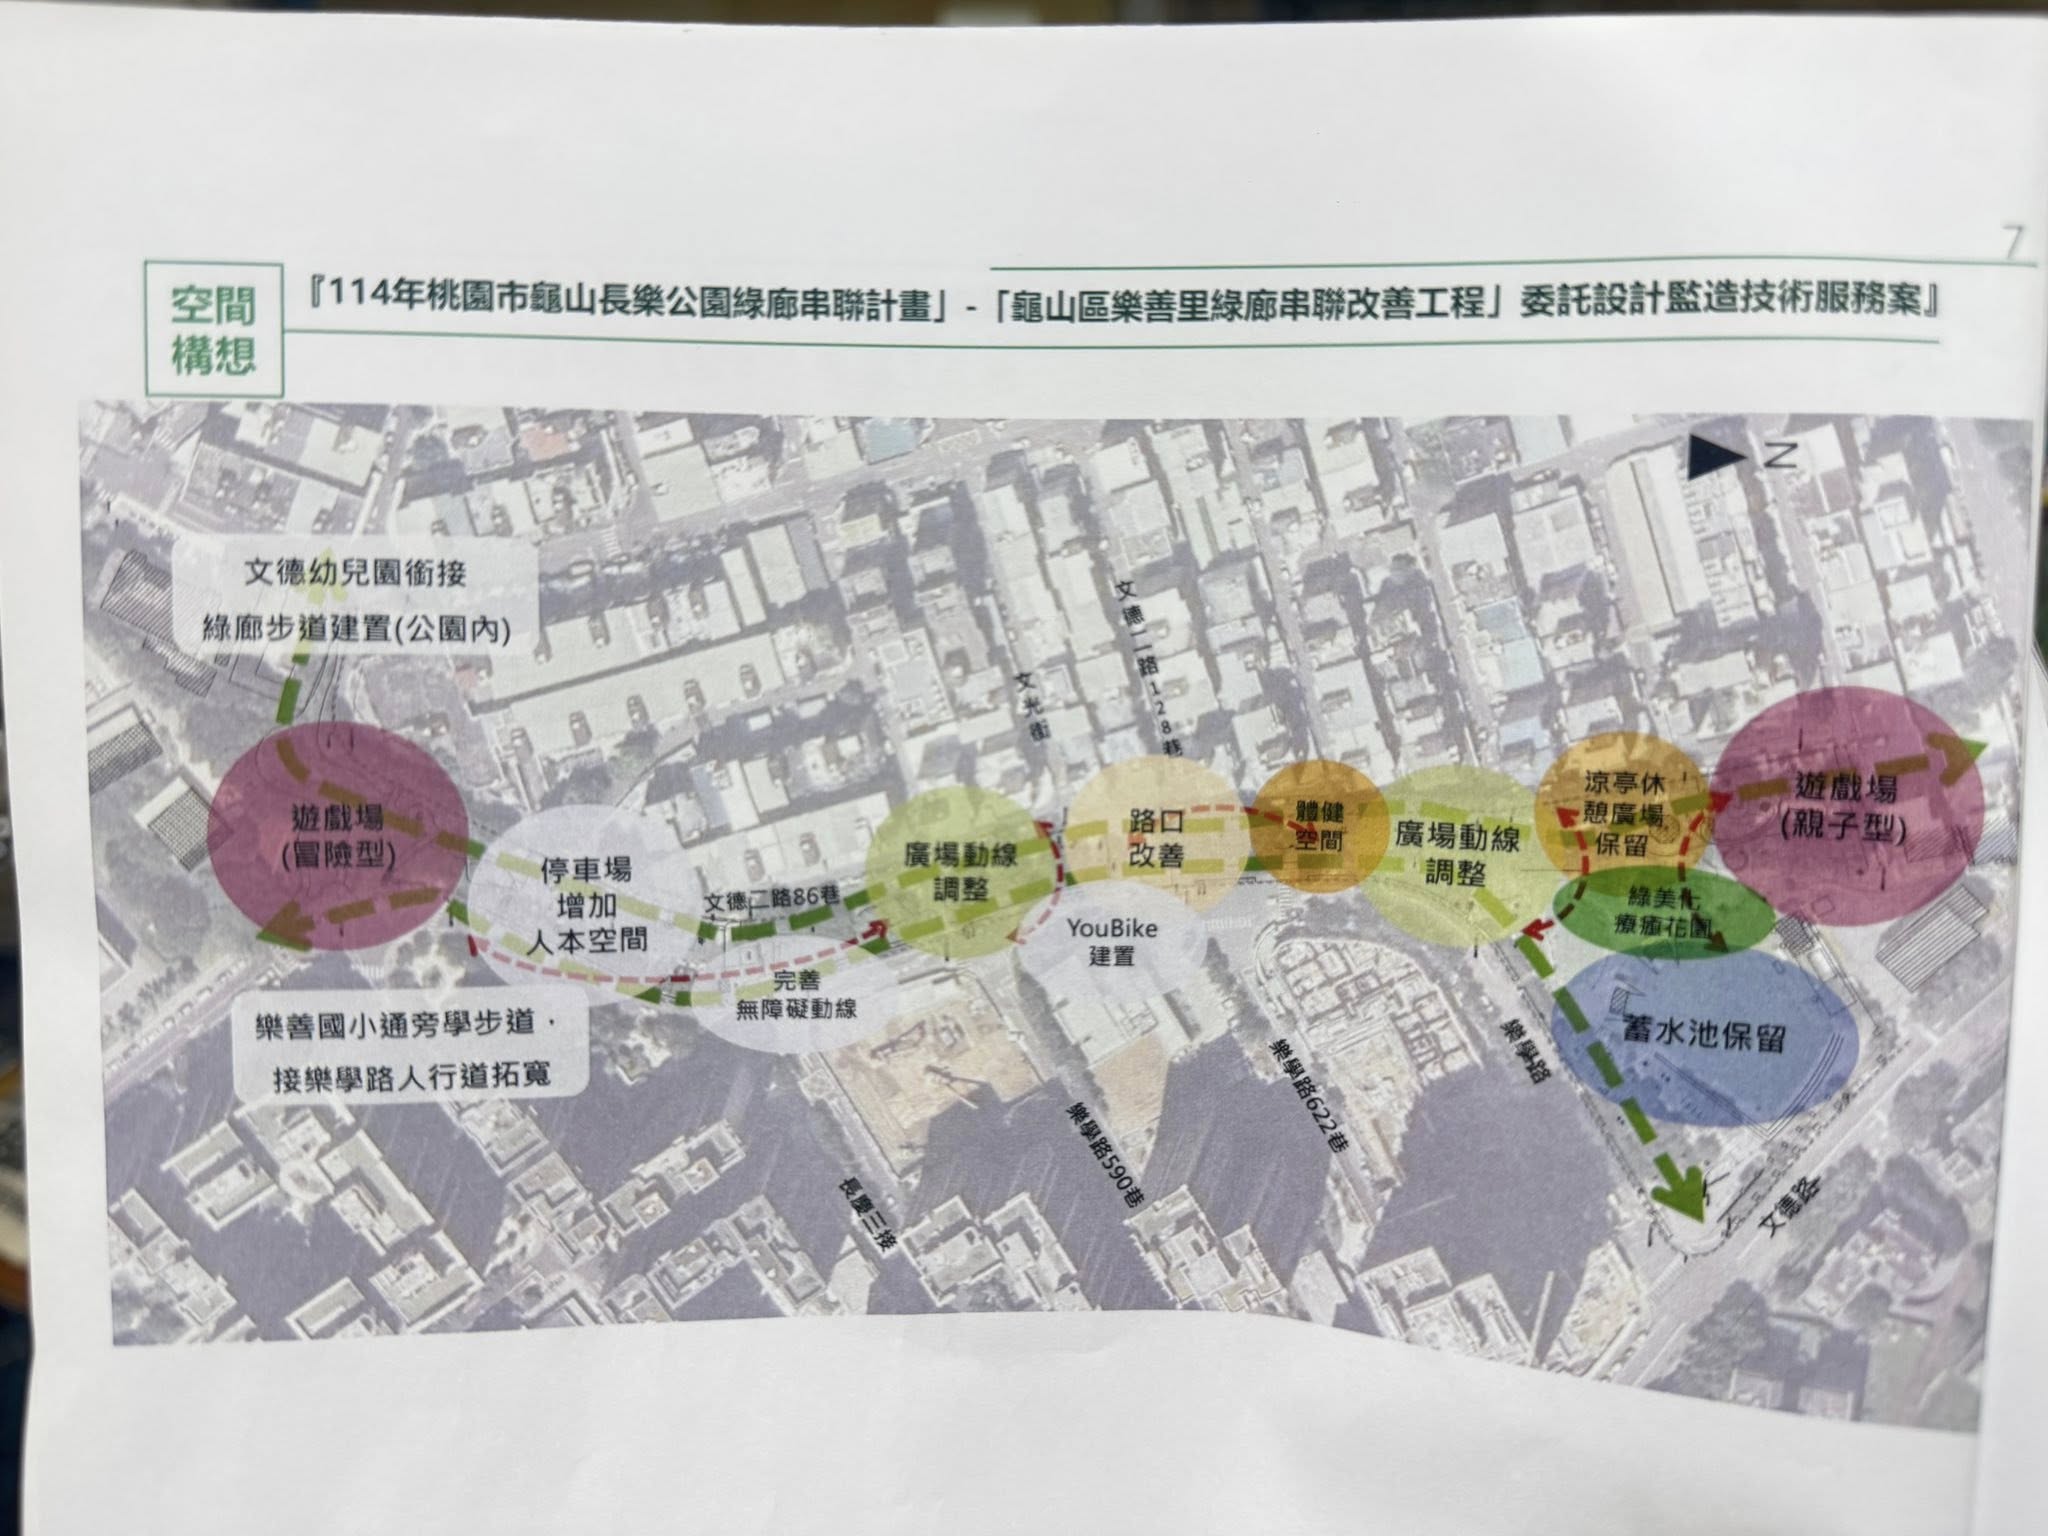 7
空間
構想
『114年桃園市龜山長樂公園綠廊串聯計畫」-「龜山區樂善里綠廊串聯改善工程」委託設計監造技術服務案』
N
文德幼兒園銜接
綠廊步道建置(公園內)
文德二路128巷
文光街
遊戲場
(冒險型)
停車場
增加
人本空間
文德二路86巷
廣場動線
調整
路口
改善
體健
空間
廣場動線
調整
涼亭休
憩廣場
保留
遊戲場
(親子型)
綠美化
療癒花園
YouBike
建置
完善
無障礙動線
蓄水池保留
樂善國小通旁學步道，
接樂學路人行道拓寬
樂學路
樂學路622巷
樂學路590巷
長慶三接
文德路